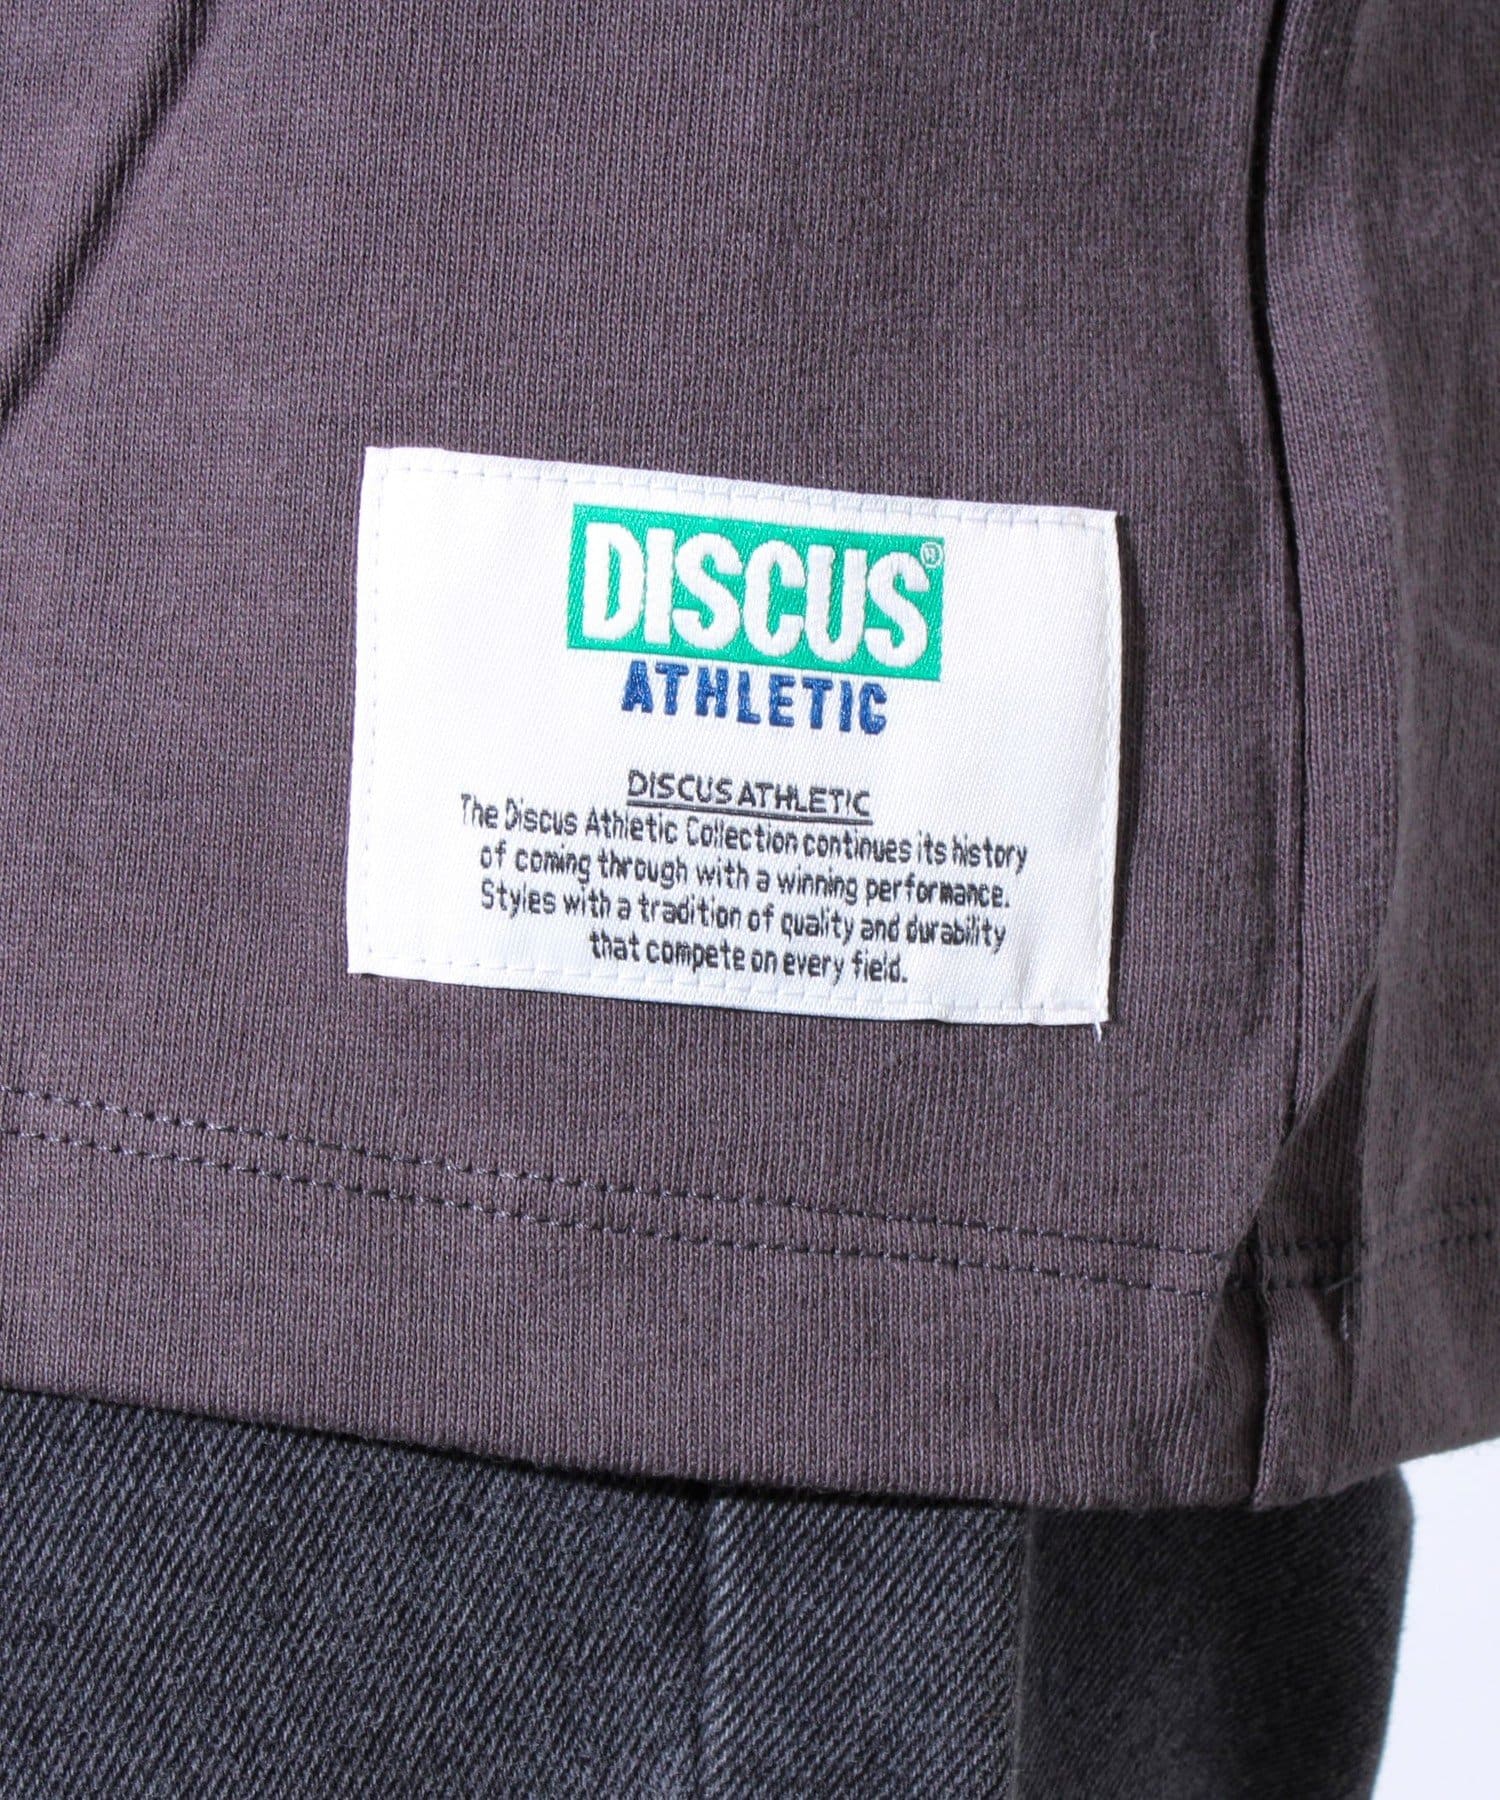 DISCUS®
ATHLETIC
DISCUS ATHLETIC
The Discus Athletic Collection continues its history
of coming through with a winning performance.
Styles with a tradition of quality and durability
that compete on every field.